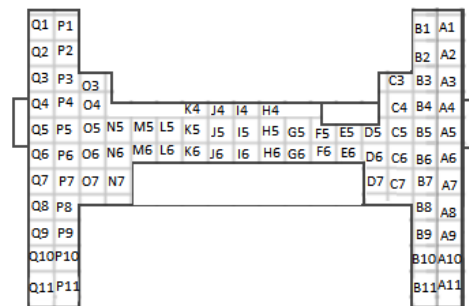 Q1 P1 B1 A1
Q2 P2 B2 A2
Q3 P3 O3 C3 B3 A3
Q4 P4 O4 K4 J4 I4 H4 C4 B4 A4
Q5 P5 O5 N5 M5 L5 K5 J5 I5 H5 G5 F5 E5 D5 C5 B5 A5
Q6 P6 O6 N6 M6 L6 K6 J6 I6 H6 G6 F6 E6 D6 C6 B6 A6
Q7 P7 O7 N7 D7 C7 B7 A7
Q8 P8 B8 A8
Q9 P9 B9 A9
Q10 P10 B10 A10
Q11 P11 B11 A11